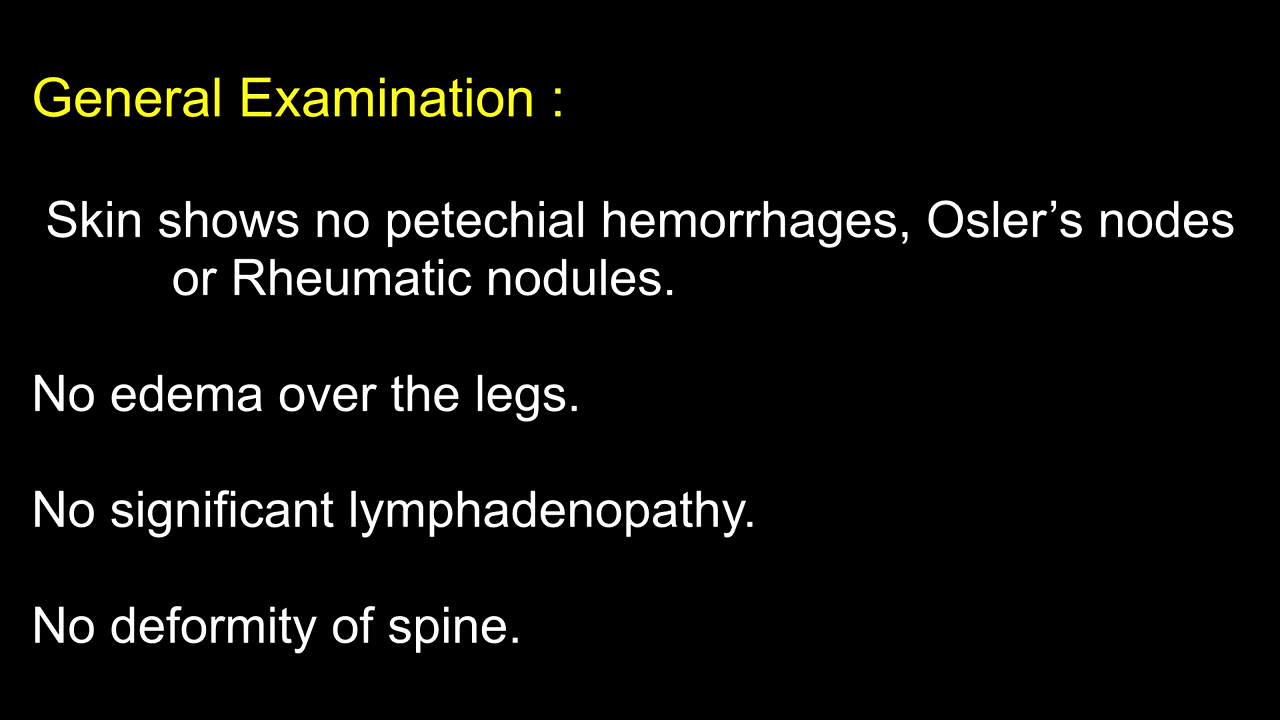 General Examination :
Skin shows no petechial hemorrhages, Osler’s nodes
or Rheumatic nodules.
No edema over the legs.
No significant lymphadenopathy.
No deformity of spine.